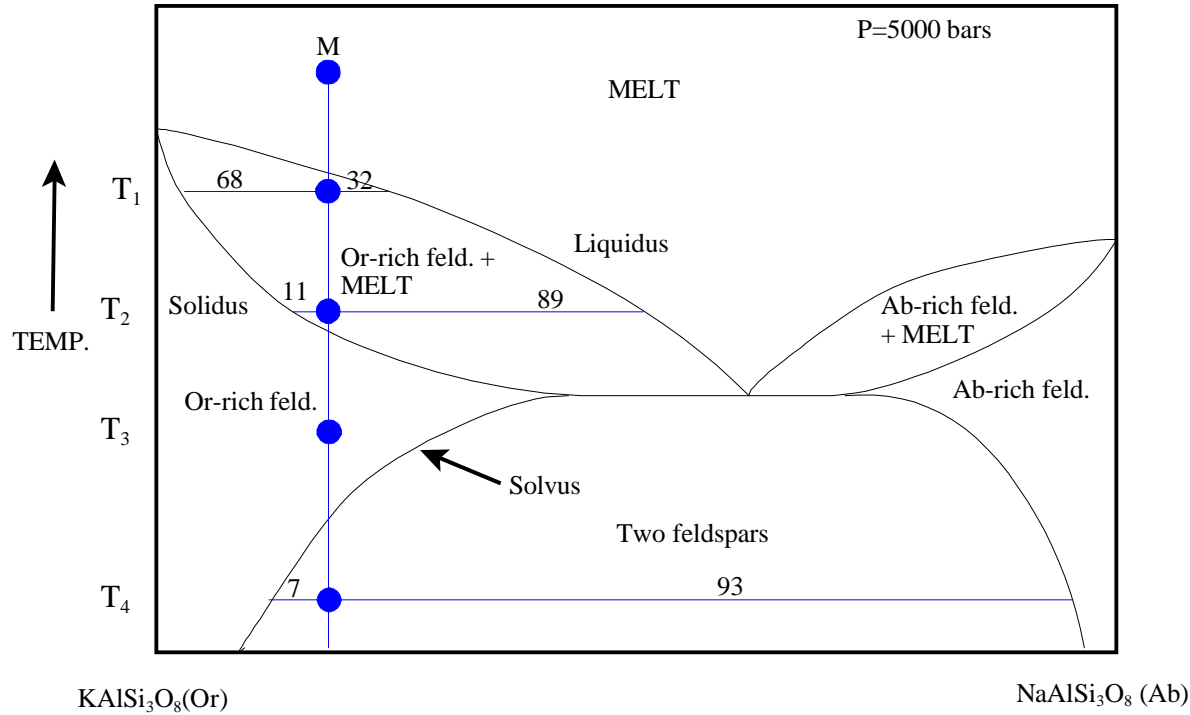 P=5000 bars
M
MELT
T₁
68
32
Liquidus
Or-rich feld. +
MELT
T₂
Solidus
11
89
Ab-rich feld.
+ MELT
TEMP.
Or-rich feld.
Ab-rich feld.
T₃
Solvus
Two feldspars
T₄
7
93
KAlSi₃O₈(Or)
NaAlSi₃O₈ (Ab)